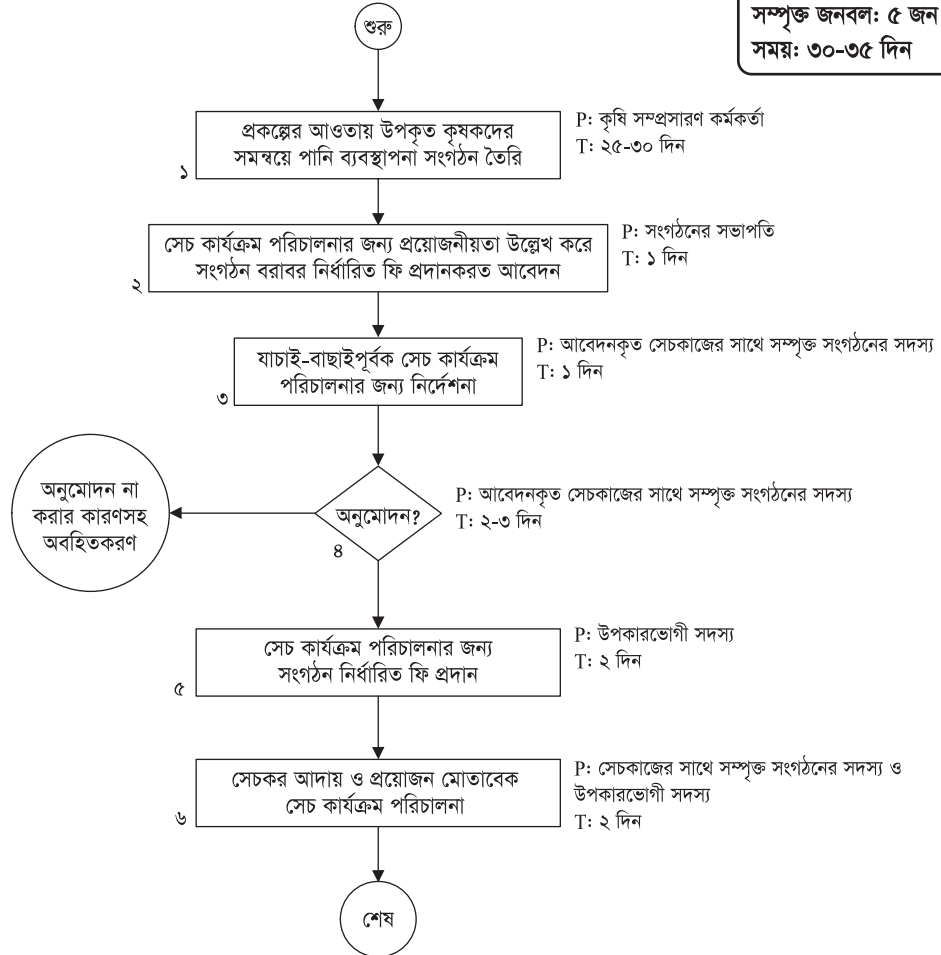 সম্পৃক্ত জনবল: ৫ জন
সময়: ৩০-৩৫ দিন
শুরু
প্রকল্পের আওতায় উপকৃত কৃষকদের
সমন্বয়ে পানি ব্যবস্থাপনা সংগঠন তৈরি
১
P: কৃষি সম্প্রসারণ কর্মকর্তা
T: ২৫-৩০ দিন
সেচ কার্যক্রম পরিচালনার জন্য প্রয়োজনীয়তা উল্লেখ করে
সংগঠন বরাবর নির্ধারিত ফি প্রদানকরত আবেদন
২
P: সংগঠনের সভাপতি
T: ১ দিন
যাচাই-বাছাইপূর্বক সেচ কার্যক্রম
পরিচালনার জন্য নির্দেশনা
৩
P: আবেদনকৃত সেচকাজের সাথে সম্পৃক্ত সংগঠনের সদস্য
T: ১ দিন
অনুমোদন না
করার কারণসহ
অবহিতকরণ
অনুমোদন?
৪
P: আবেদনকৃত সেচকাজের সাথে সম্পৃক্ত সংগঠনের সদস্য
T: ২-৩ দিন
সেচ কার্যক্রম পরিচালনার জন্য
সংগঠন নির্ধারিত ফি প্রদান
৫
P: উপকারভোগী সদস্য
T: ২ দিন
সেচকর আদায় ও প্রয়োজন মোতাবেক
সেচ কার্যক্রম পরিচালনা
৬
P: সেচকাজের সাথে সম্পৃক্ত সংগঠনের সদস্য ও
উপকারভোগী সদস্য
T: ২ দিন
শেষ